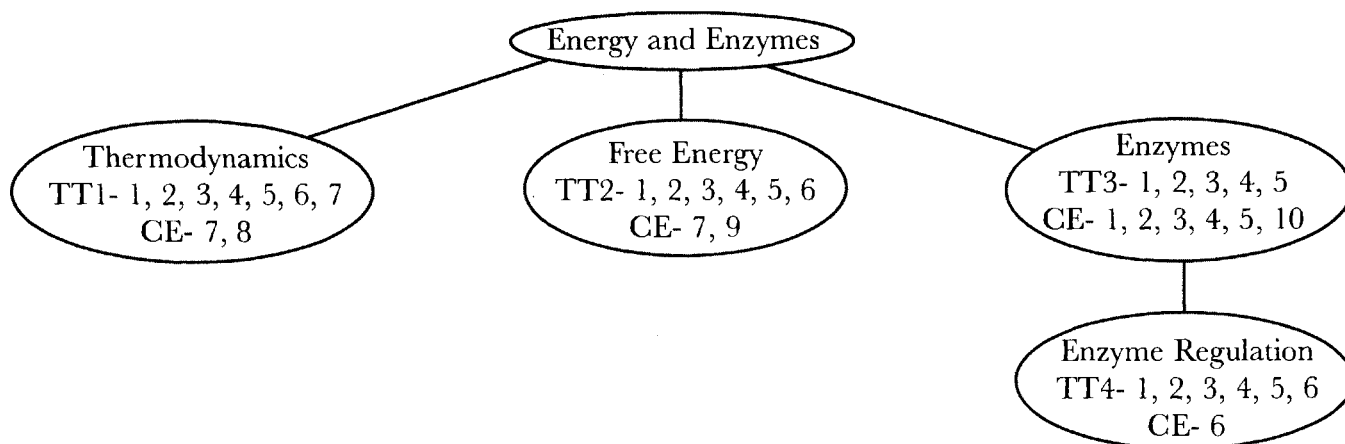 Energy and Enzymes
Thermodynamics
TT1- 1, 2, 3, 4, 5, 6, 7
CE- 7, 8
Free Energy
TT2- 1, 2, 3, 4, 5, 6
CE- 7, 9
Enzymes
TT3- 1, 2, 3, 4, 5
CE- 1, 2, 3, 4, 5, 10
Enzyme Regulation
TT4- 1, 2, 3, 4, 5, 6
CE- 6